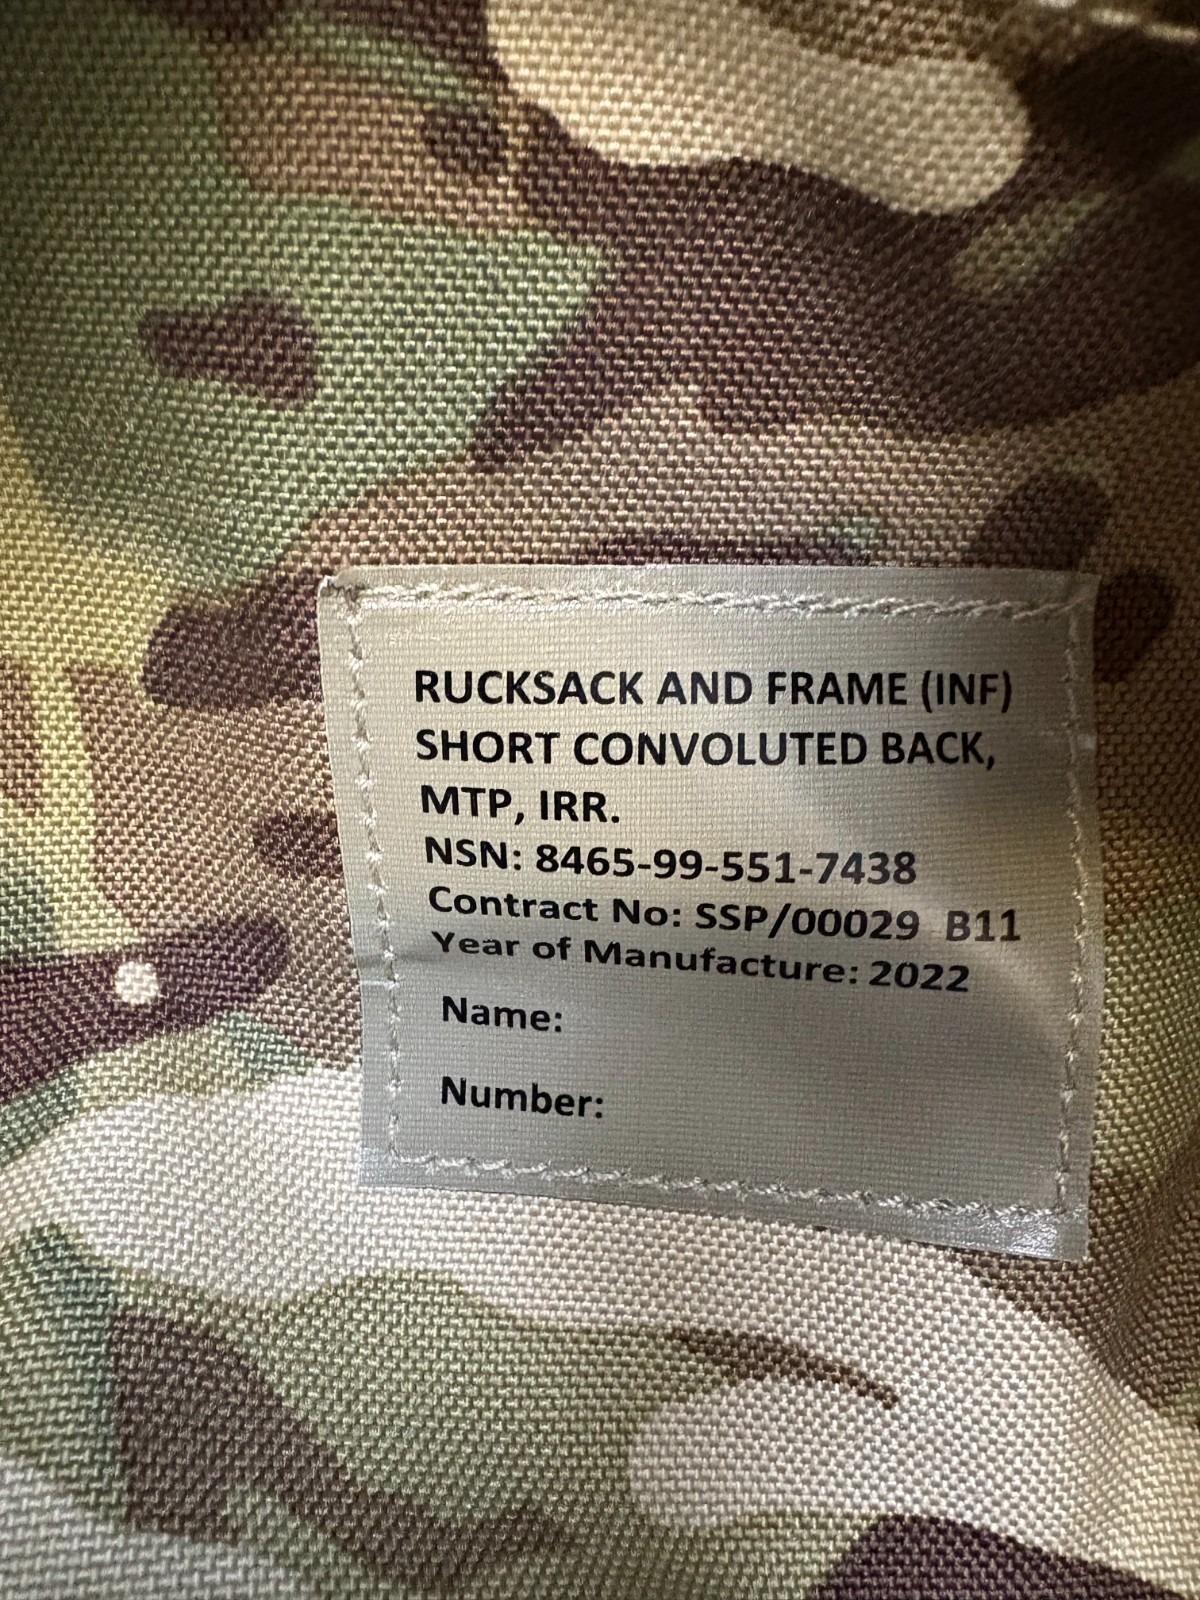 RUCKSACK AND FRAME (INF)
SHORT CONVOLUTED BACK,
MTP, IRR.
NSN: 8465-99-551-7438
Contract No: SSP/00029 B11
Year of Manufacture: 2022
Name:
Number: